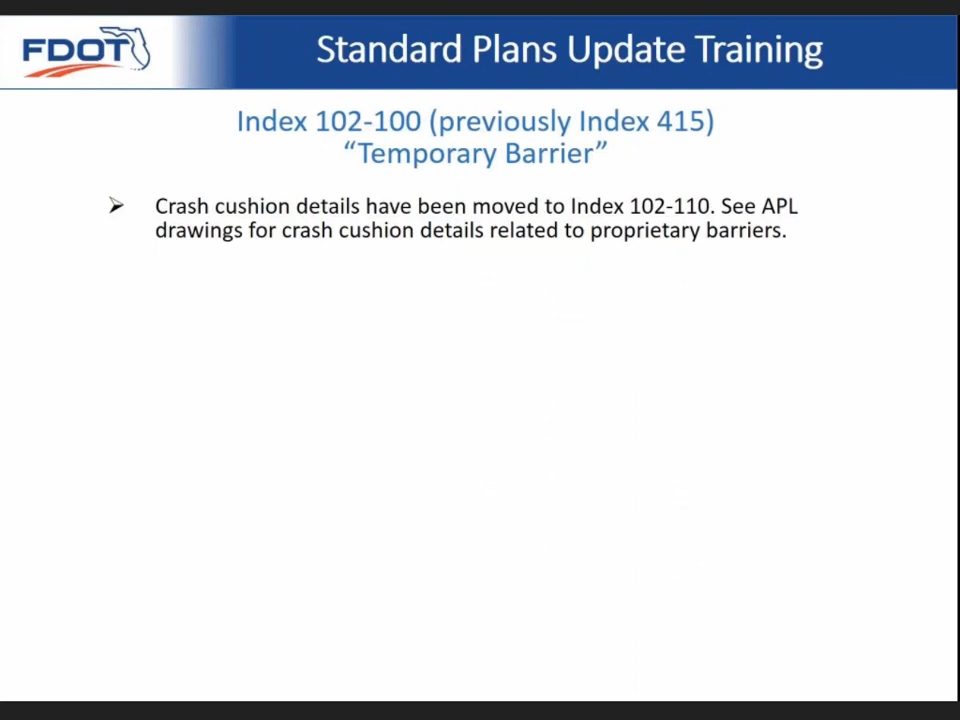 FDOT
Standard Plans Update Training
Index 102-100 (previously Index 415)
“Temporary Barrier”
Crash cushion details have been moved to Index 102-110. See APL
drawings for crash cushion details related to proprietary barriers.